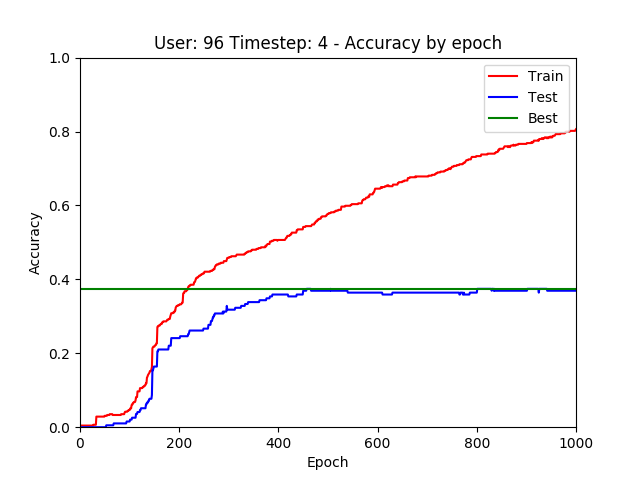 User: 96 Timestep: 4 - Accuracy by epoch
1.0
0.8
0.6
0.4
0.2
0.0
Accuracy
Train
Test
Best
0 200 400 600 800 1000
Epoch